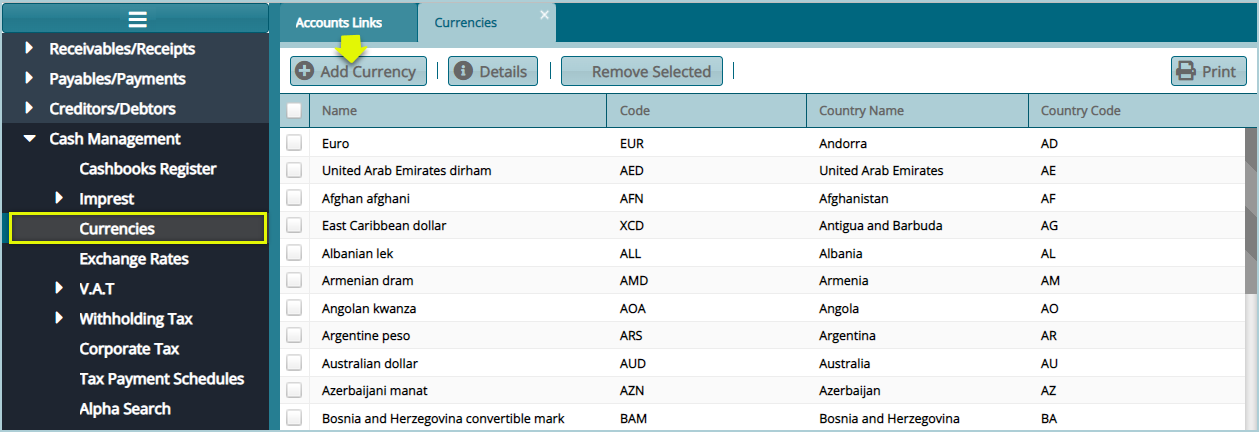 Accounts Links Currencies
Receivables/Receipts
Payables/Payments
Creditors/Debtors
Cash Management
Cashbooks Register
Imprest
Currencies
Exchange Rates
V.A.T
Withholding Tax
Corporate Tax
Tax Payment Schedules
Alpha Search
Add Currency Details Remove Selected Print
Name Code Country Name Country Code
Euro EUR Andorra AD
United Arab Emirates dirham AED United Arab Emirates AE
Afghan afghani AFN Afghanistan AF
East Caribbean dollar XCD Antigua and Barbuda AG
Albanian lek ALL Albania AL
Armenian dram AMD Armenia AM
Angolan kwanza AOA Angola AO
Argentine peso ARS Argentina AR
Australian dollar AUD Australia AU
Azerbaijani manat AZN Azerbaijan AZ
Bosnia and Herzegovina convertible mark BAM Bosnia and Herzegovina BA